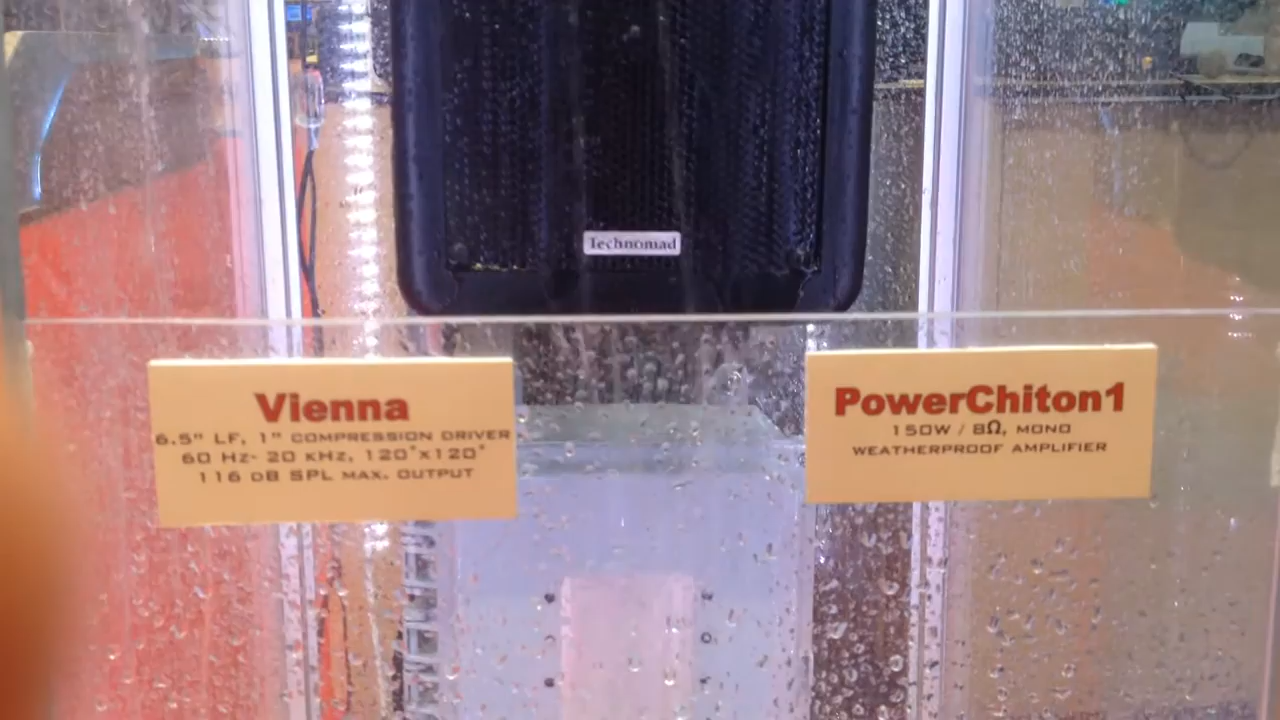 Technomad
Vienna
6.5" LF, 1" COMPRESSION DRIVER
60 Hz- 20 KHz, 120°x120°
116 dB SPL MAX. OUTPUT
PowerChiton1
150W / 8Ω, MONO
WEATHERPROOF AMPLIFIER